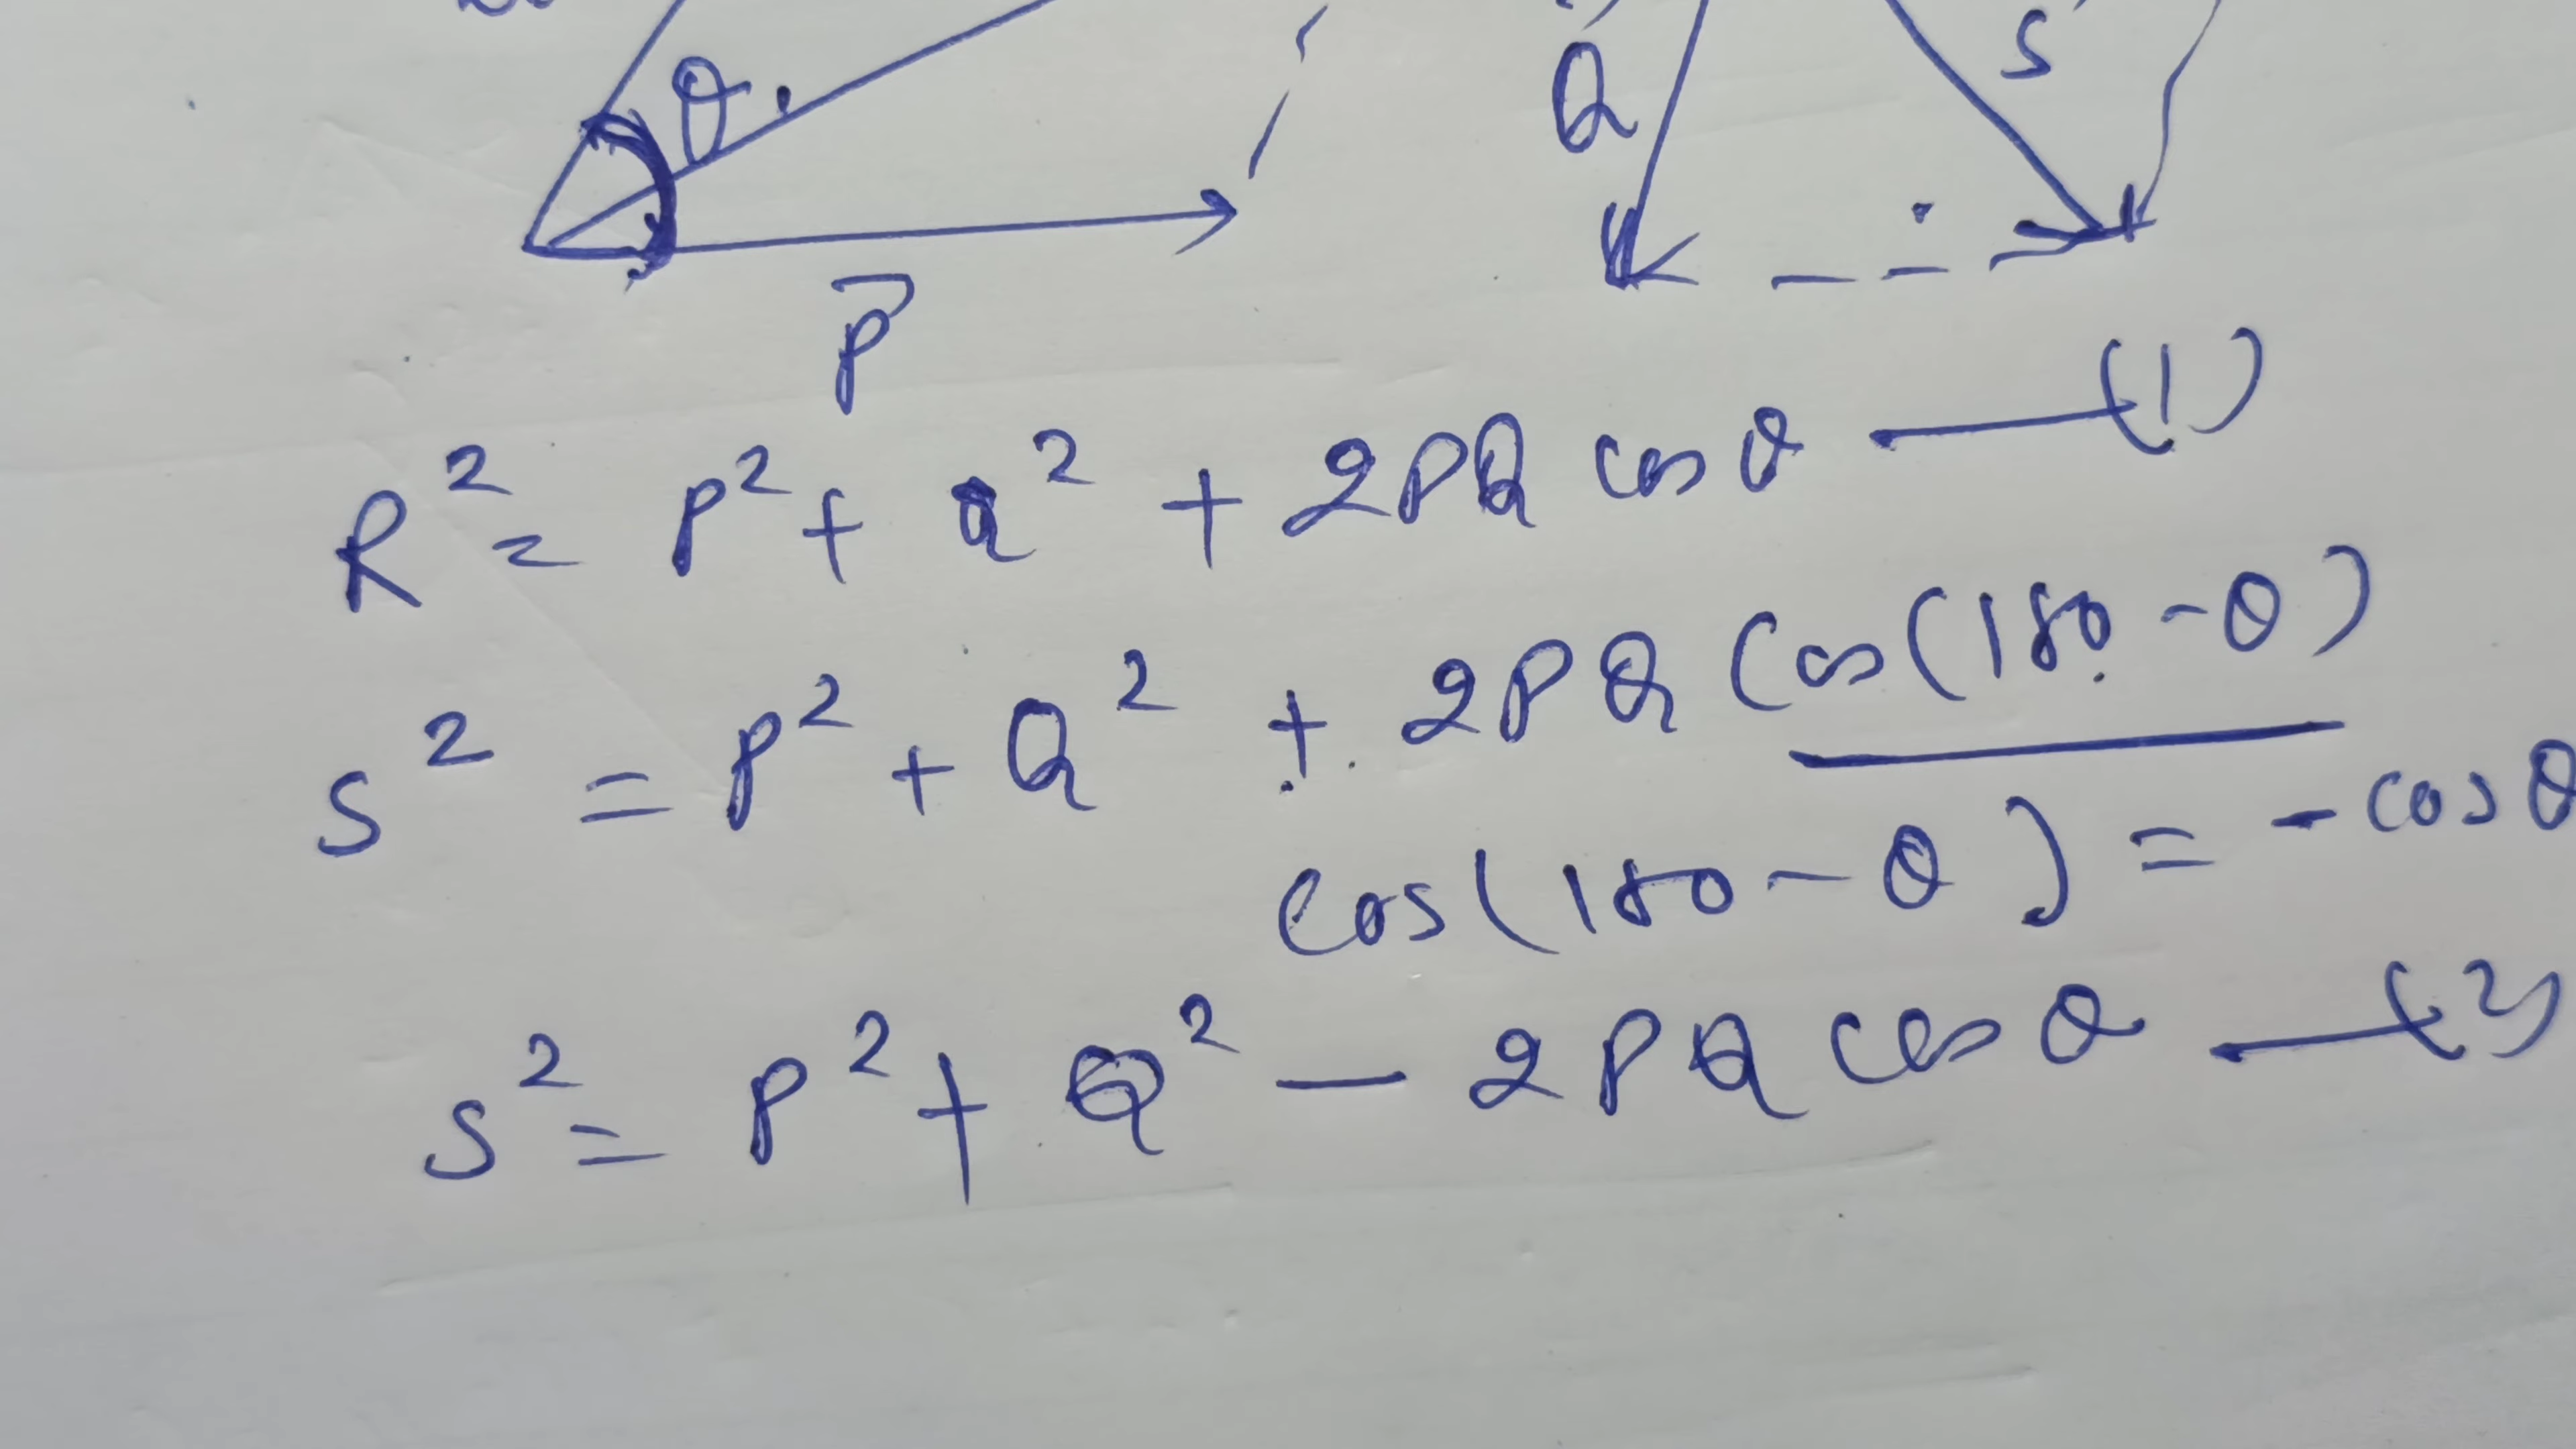 θ
Q
S
P⃗
R² = P² + Q² + 2PQ cos θ — (1)
S² = P² + Q² + 2PQ Cos(180 - θ)
Cos(180 - θ) = - cos θ
S² = P² + Q² - 2PQ cos θ — (2)